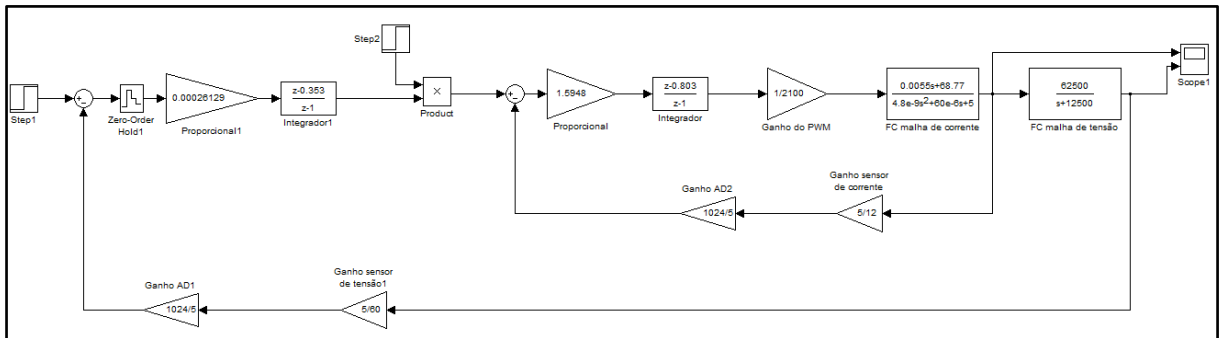 Step1
+
-
Zero-Order
Hold1
0.00026129
Proporcional1
z-0.353
z-1
Integrador1
Step2
×
Product
+
-
1.5948
Proporcional
z-0.803
z-1
Integrador
1/2100
Ganho do PWM
0.0055s+68.77
4.8e-9s²+60e-6s+5
FC malha de corrente
62500
s+12500
FC malha de tensão
Scope1
Ganho AD2
1024/5
Ganho sensor
de corrente
5/12
Ganho AD1
1024/5
Ganho sensor
de tensão1
5/60